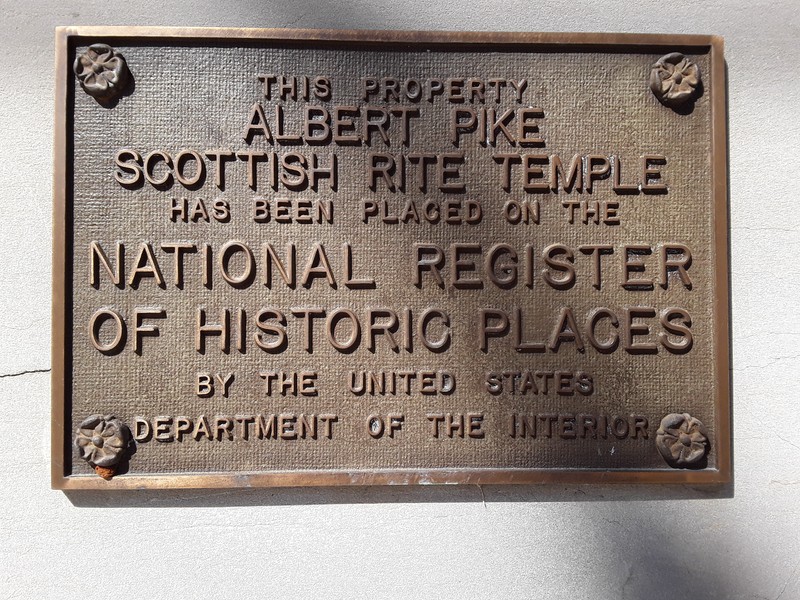 THIS PROPERTY
ALBERT PIKE
SCOTTISH RITE TEMPLE
HAS BEEN PLACED ON THE
NATIONAL REGISTER
OF HISTORIC PLACES
BY THE UNITED STATES
DEPARTMENT OF THE INTERIOR